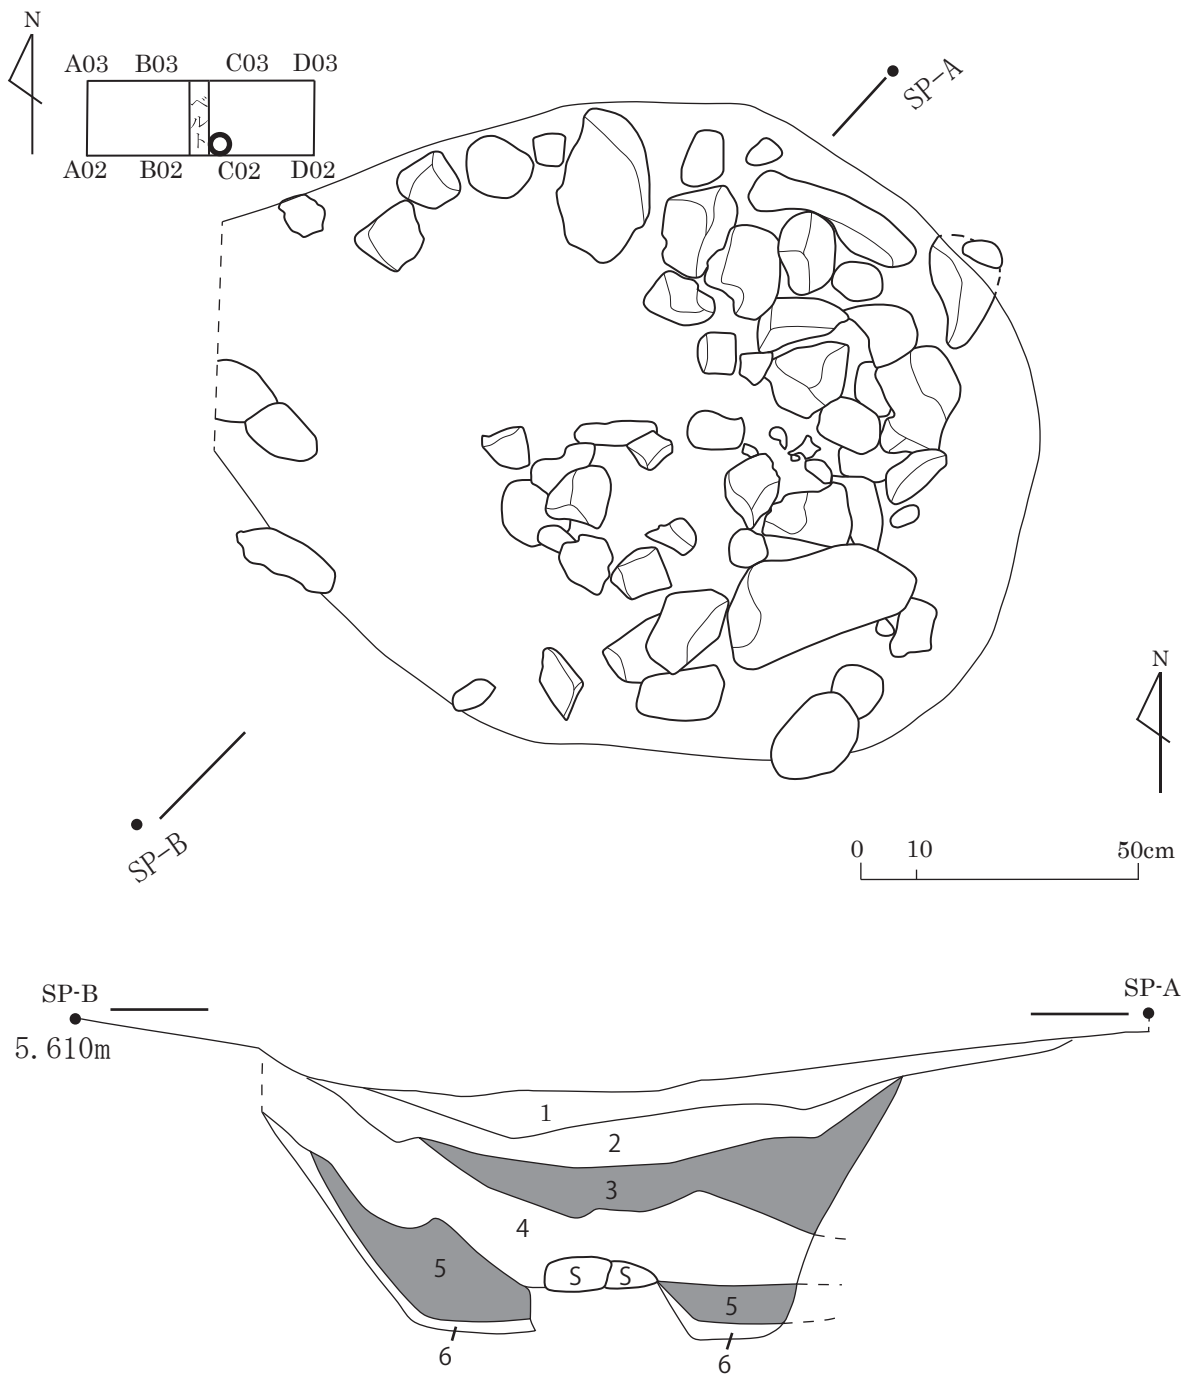 N
A03 B03 C03 D03
ベルト
A02 B02 C02 D02
SP-A
SP-B
N
0 10 50cm
SP-B
SP-A
5.610m
1
2
3
4
5
S S
5
6
6